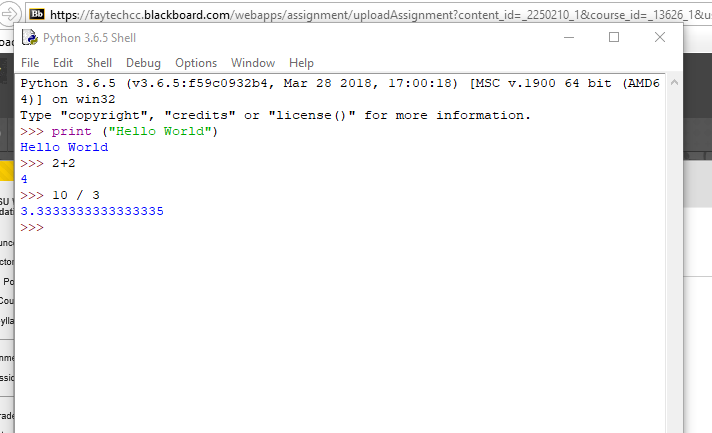 Bb https://faytechcc.blackboard.com/webapps/assignment/uploadAssignment?content_id=_2250210_1&course_id=_13626_1&u
Python 3.6.5 Shell
File Edit Shell Debug Options Window Help
Python 3.6.5 (v3.6.5:f59c0932b4, Mar 28 2018, 17:00:18) [MSC v.1900 64 bit (AMD6
4)] on win32
Type "copyright", "credits" or "license()" for more information.
>>> print ("Hello World")
Hello World
>>> 2+2
4
>>> 10 / 3
3.3333333333333335
>>>